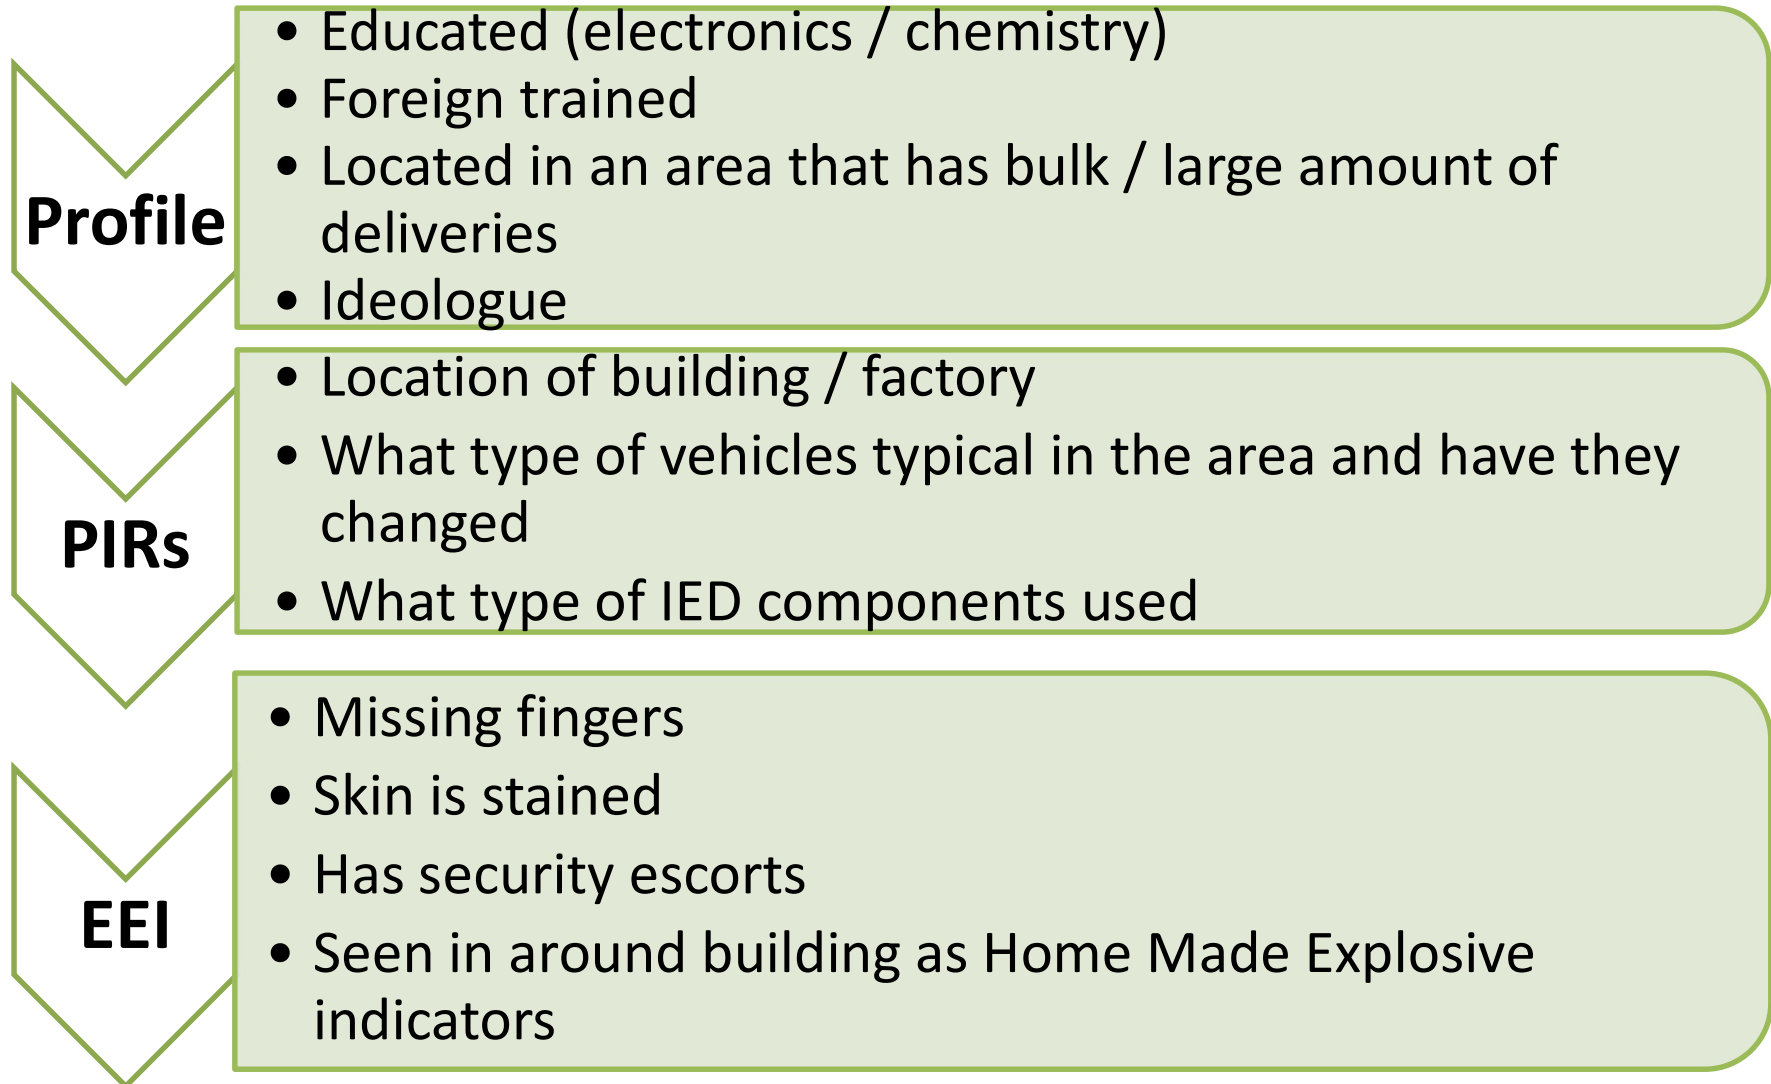 Profile
• Educated (electronics / chemistry)
• Foreign trained
• Located in an area that has bulk / large amount of
deliveries
• Ideologue
PIRs
• Location of building / factory
• What type of vehicles typical in the area and have they
changed
• What type of IED components used
EEI
• Missing fingers
• Skin is stained
• Has security escorts
• Seen in around building as Home Made Explosive
indicators